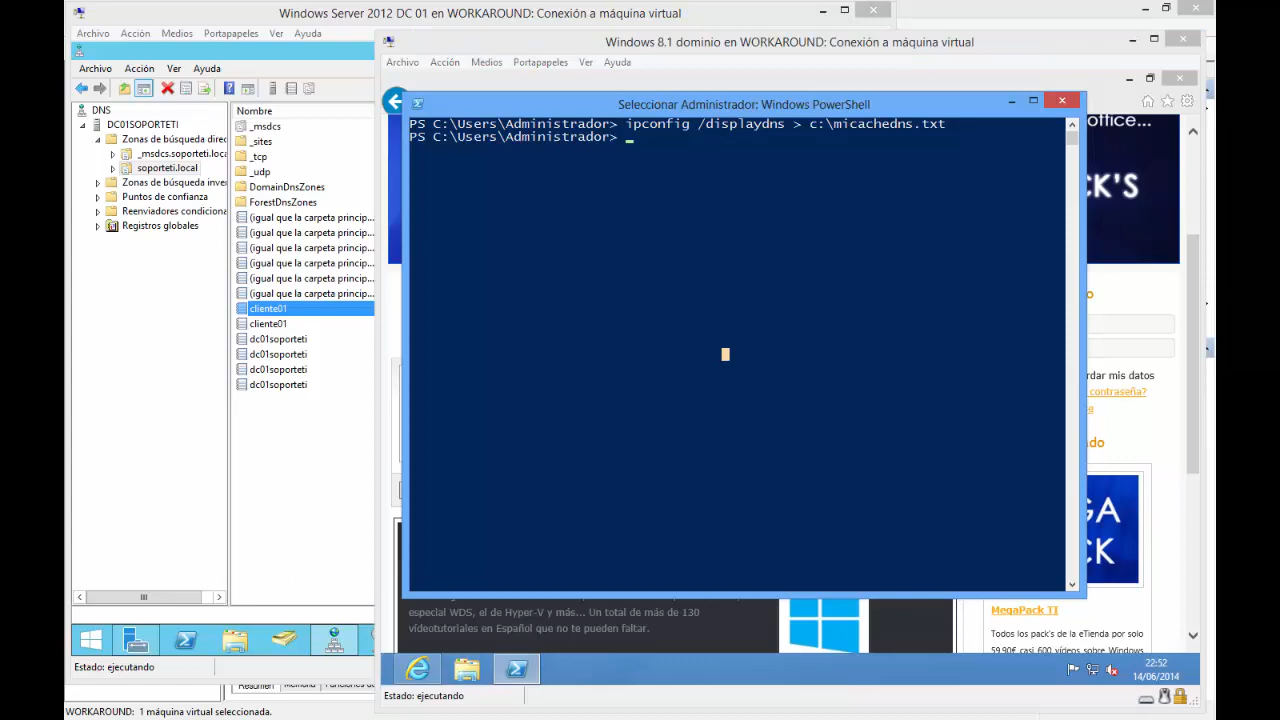 Windows Server 2012 DC 01 en WORKAROUND: Conexión a máquina virtual
Archivo Acción Medios Portapapeles Ver Ayuda
Archivo Acción Ver Ayuda
DNS
DC01SOPORTETI
Zonas de búsqueda direc
_msdcs.soporteti.loca
soporteti.local
Zonas de búsqueda inver
Puntos de confianza
Reenviadores condiciona
Registros globales
Nombre
_msdcs
_sites
_tcp
_udp
DomainDnsZones
ForestDnsZones
(igual que la carpeta princip...
(igual que la carpeta princip...
(igual que la carpeta princip...
(igual que la carpeta princip...
(igual que la carpeta princip...
(igual que la carpeta princip...
cliente01
cliente01
dc01soporteti
dc01soporteti
dc01soporteti
dc01soporteti
Estado: ejecutando
WORKAROUND: 1 máquina virtual seleccionada.
Windows 8.1 dominio en WORKAROUND: Conexión a máquina virtual
Archivo Acción Medios Portapapeles Ver Ayuda
Seleccionar Administrador: Windows PowerShell
PS C:\Users\Administrador> ipconfig /displaydns > c:\micachedns.txt
PS C:\Users\Administrador>
office...
CK'S
do
rdar mis datos
contraseña?
do
GA
CK
MegaPack TI
Todos los pack's de la eTienda por solo
59,90€ casi 600 vídeos sobre Windows
especial WDS, el de Hyper-V y más... Un total de más de 130
vídeotutoriales en Español que no te pueden faltar.
22:52
14/06/2014
Estado: ejecutando